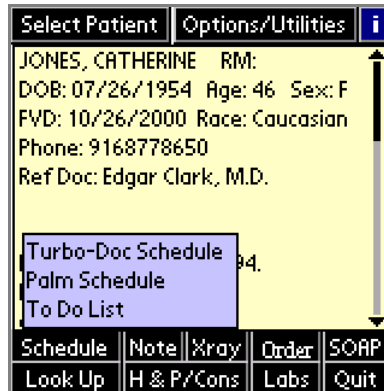 Select Patient Options/Utilities i
JONES, CATHERINE RM:
DOB: 07/26/1954 Age: 46 Sex: F
FVD: 10/26/2000 Race: Caucasian
Phone: 9168778650
Ref Doc: Edgar Clark, M.D.
Turbo-Doc Schedule
94.
Palm Schedule
To Do List
Schedule Note Xray Order SOAP
Look Up H & P/Cons Labs Quit